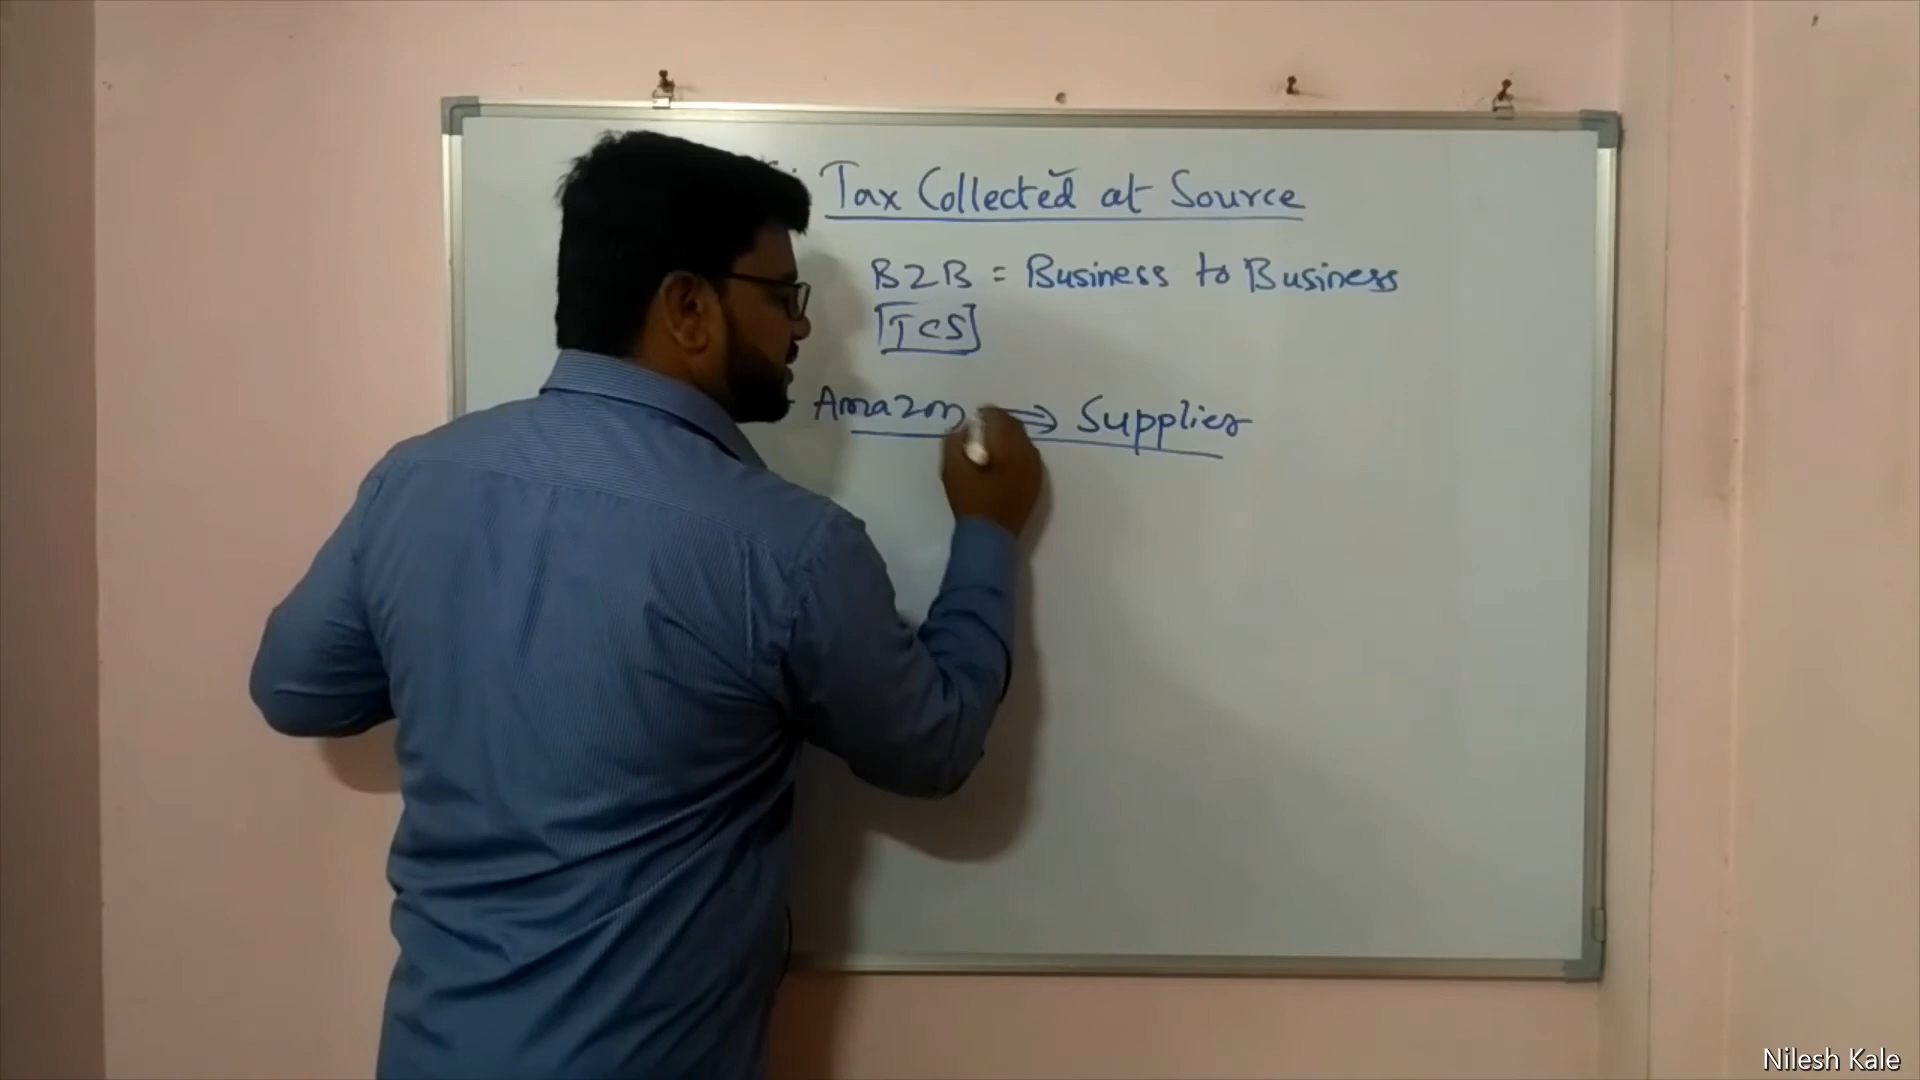 Tax Collected at Source
B2B = Business to Business
[TCS]
Amazon => Supplier
Nilesh Kale